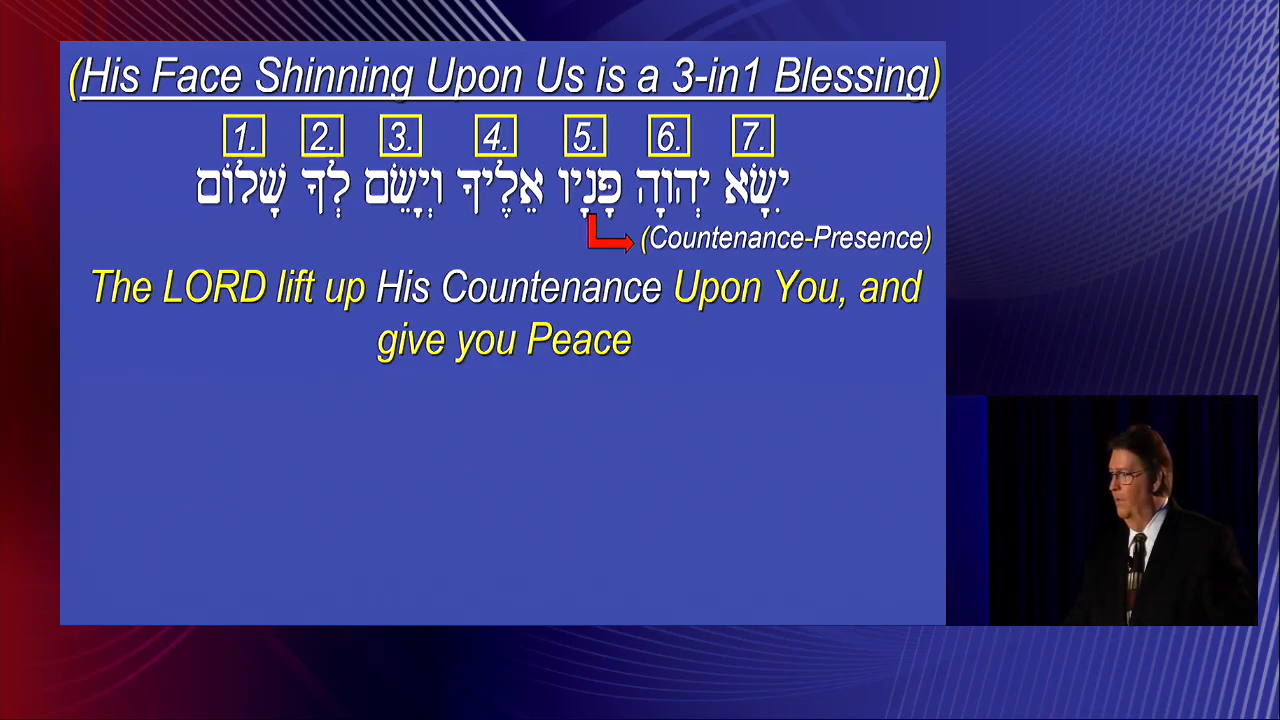 (His Face Shinning Upon Us is a 3-in1 Blessing)
1. 2. 3. 4. 5. 6. 7.
יִשָּׂא יְהוָה פָּנָיו אֵלֶיךָ וְיָשֵׂם לְךָ שָׁלוֹם
(Countenance-Presence)
The LORD lift up His Countenance Upon You, and
give you Peace